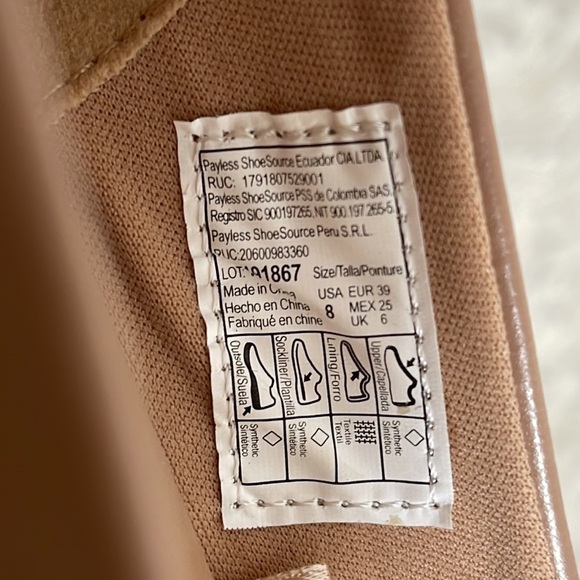 Payless ShoeSource Ecuador CIA.LTDA.
RUC: 1791807529001
Payless ShoeSource PSS de Colombia SAS.
Registro SIC 900197265. NIT 900.197.265-5.
Payless ShoeSource Peru S.R.L.
RUC:20600983360
Size/Talla/Pointure
Made in
Hecho en China
Fabriqué en chine
USA
8
EUR 39
MEX 25
UK 6
Outsole/Suela
Sockliner/Plantilla
Lining/Forro
Upper/Capellada
Synthetic
Sintético
Synthetic
Sintético
Textile
Textil
Synthetic
Sintético